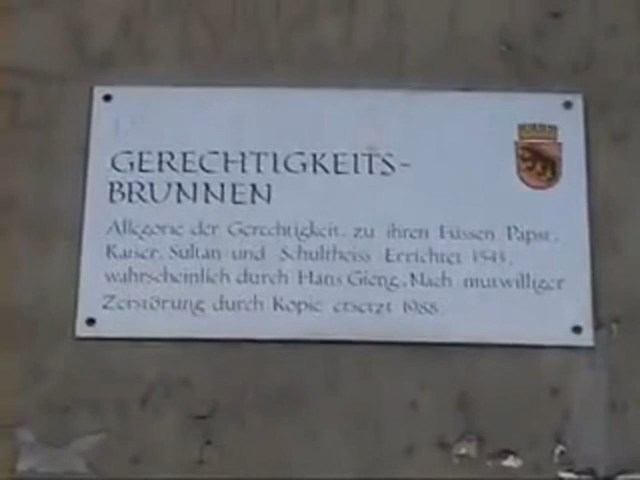 GERECHTIGKEITS-
BRUNNEN
Allegorie der Gerechtigkeit, zu ihren Füssen Papst,
Kaiser, Sultan und Schultheiss Errichtet 1543,
wahrscheinlich durch Hans Gieng. Nach mutwilliger
Zerstörung durch Kopie ersetzt 1988